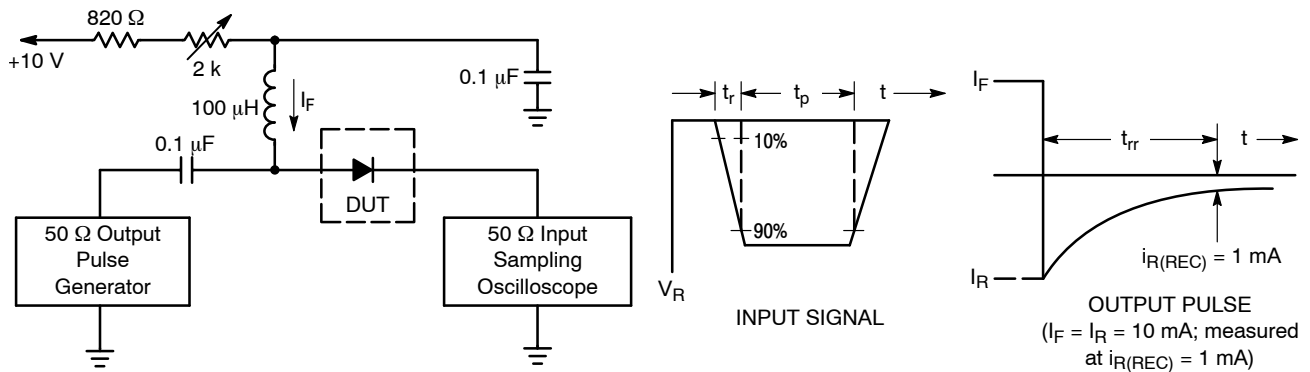 820 Ω
+10 V
2 k
0.1 μF
100 μH
I_F
0.1 μF
DUT
50 Ω Output
Pulse
Generator
50 Ω Input
Sampling
Oscilloscope
t_r
t_p
t
10%
90%
V_R
INPUT SIGNAL
I_F
t_rr
t
I_R
i_R(REC) = 1 mA
OUTPUT PULSE
(I_F = I_R = 10 mA; measured
at i_R(REC) = 1 mA)